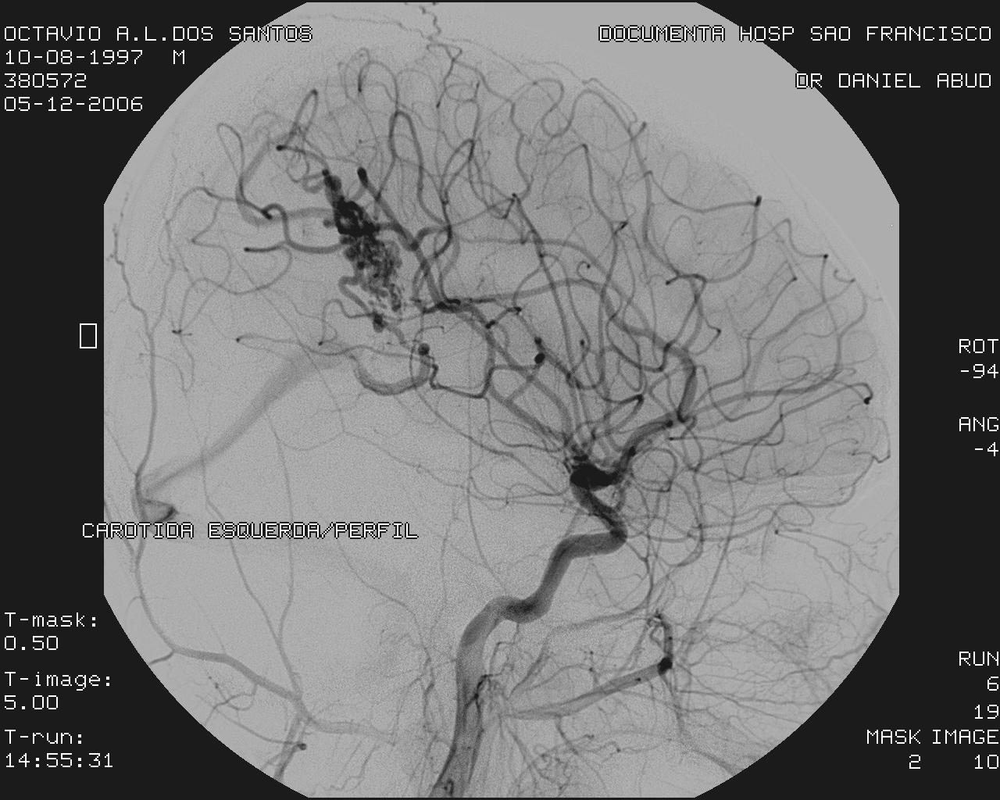 OCTAVIO A.L.DOS SANTOS
10-08-1997 M
380572
05-12-2006
DOCUMENTA HOSP SAO FRANCISCO
DR DANIEL ABUD
ROT
-94
ANG
-4
CAROTIDA ESQUERDA/PERFIL
T-mask:
0.50
T-image:
5.00
T-run:
14:55:31
RUN
6
19
MASK IMAGE
2 10